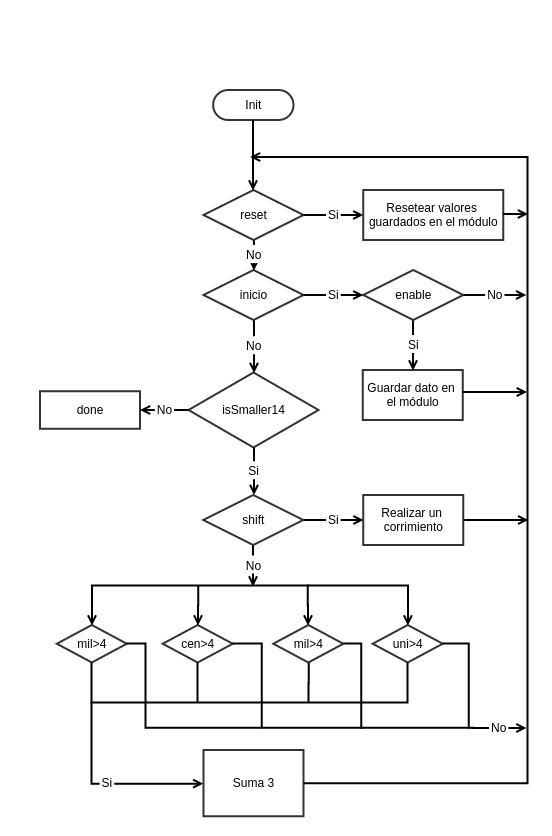 Init
reset
Si
Resetear valores
guardados en el módulo
No
inicio
Si
enable
No
No
Si
Guardar dato en
el módulo
done
No
isSmaller14
Si
shift
Si
Realizar un
corrimiento
No
mil>4
cen>4
mil>4
uni>4
No
Si
Suma 3